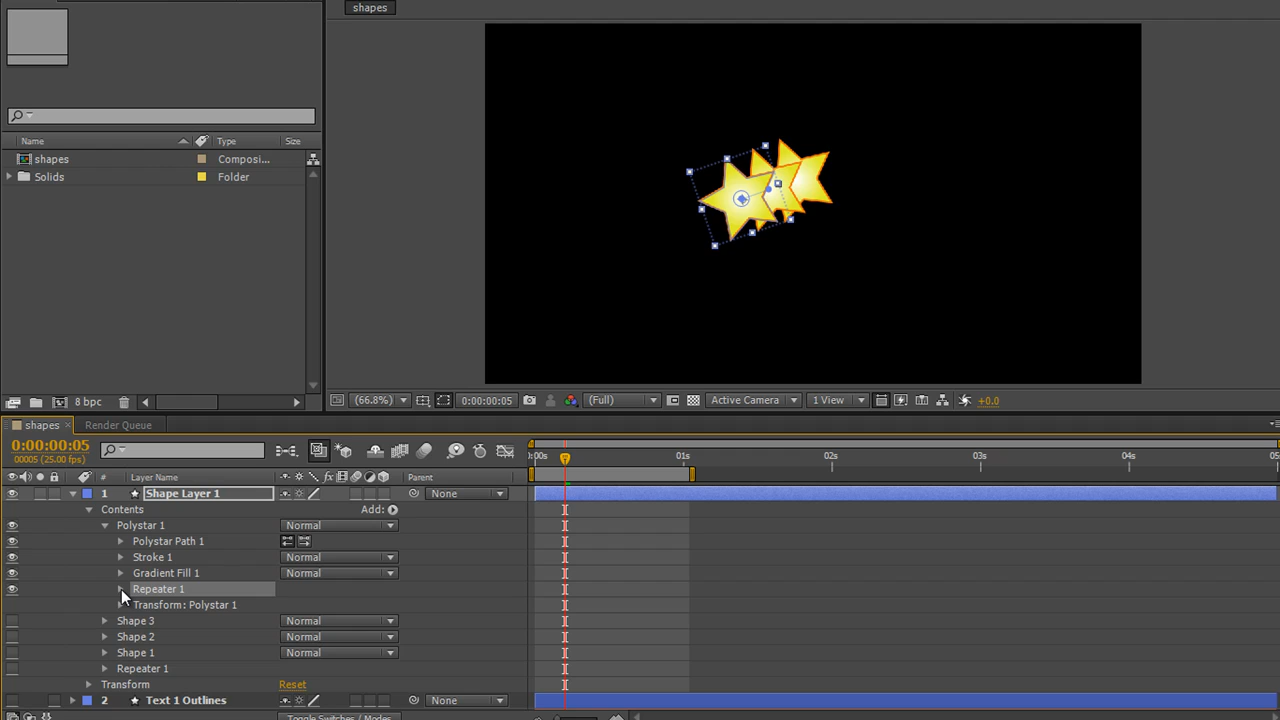 shapes
Name
Type
Size
shapes
Composi...
Solids
Folder
8 bpc
(66.8%)
0:00:00:05
(Full)
Active Camera
1 View
+0.0
shapes
Render Queue
0:00:00:05
00005 (25.00 fps)
#
Layer Name
fx
Parent
:00s
01s
02s
03s
04s
05
1
Shape Layer 1
None
Contents
Add:
Polystar 1
Normal
Polystar Path 1
Stroke 1
Normal
Gradient Fill 1
Normal
Repeater 1
Transform: Polystar 1
Shape 3
Normal
Shape 2
Normal
Shape 1
Normal
Repeater 1
Transform
Reset
2
Text 1 Outlines
None
Toggle Switches / Modes